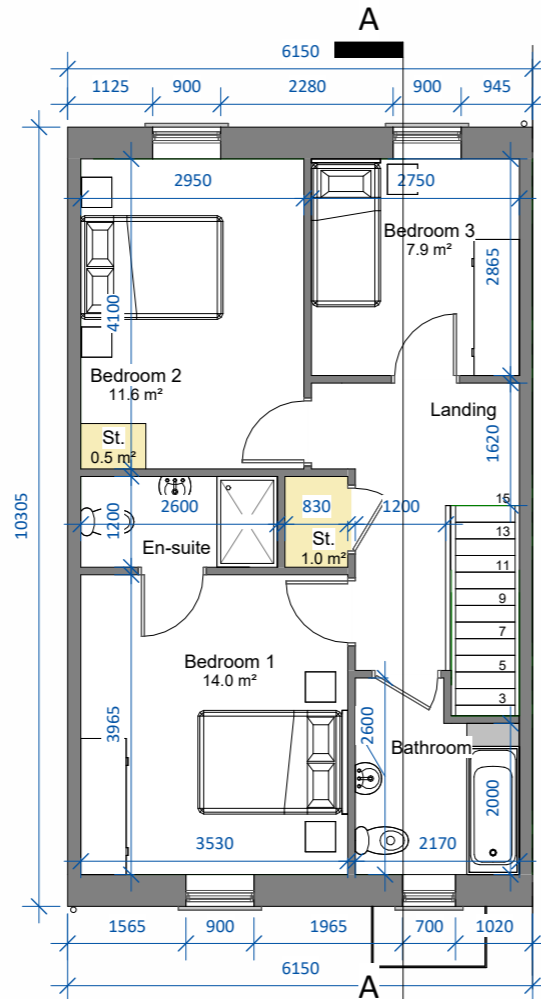 A
6150
1125 900 2280 900 945
2950 2750
Bedroom 3
7.9 m²
2865
4100
Bedroom 2
11.6 m²
Landing
St.
0.5 m²
1620
10305
2600 830 1200
1200
En-suite
St.
1.0 m²
15
13
11
9
7
5
3
Bedroom 1
14.0 m²
3965
2600
Bathroom
2000
3530 2170
1565 900 1965 700 1020
6150
A